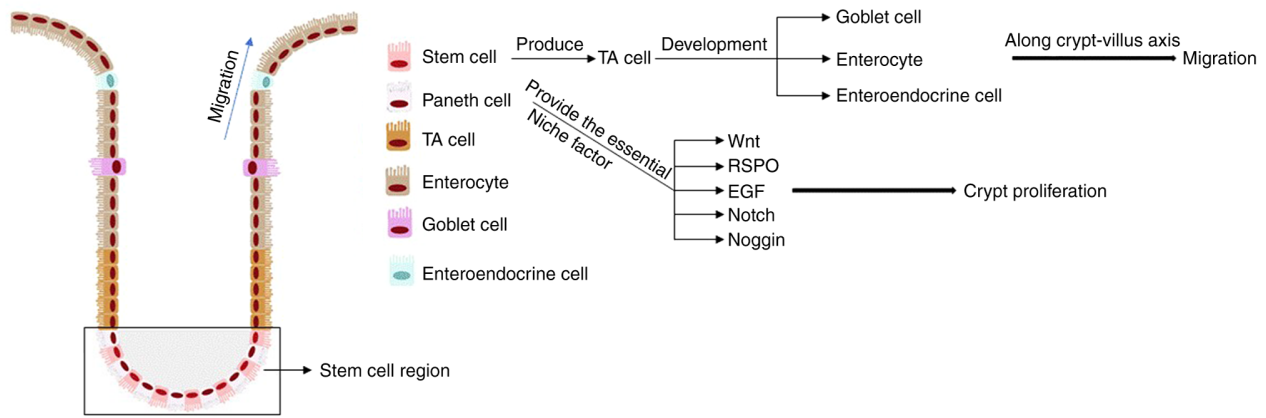 Migration
Stem cell
Paneth cell
TA cell
Enterocyte
Goblet cell
Enteroendocrine cell
Stem cell region
Produce
TA cell
Development
Goblet cell
Enterocyte
Enteroendocrine cell
Along crypt-villus axis
Migration
Provide the essential
Niche factor
Wnt
RSPO
EGF
Notch
Noggin
Crypt proliferation